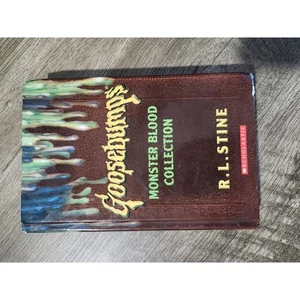 Goosebumps
MONSTER BLOOD
COLLECTION
R.L. STINE
SCHOLASTIC